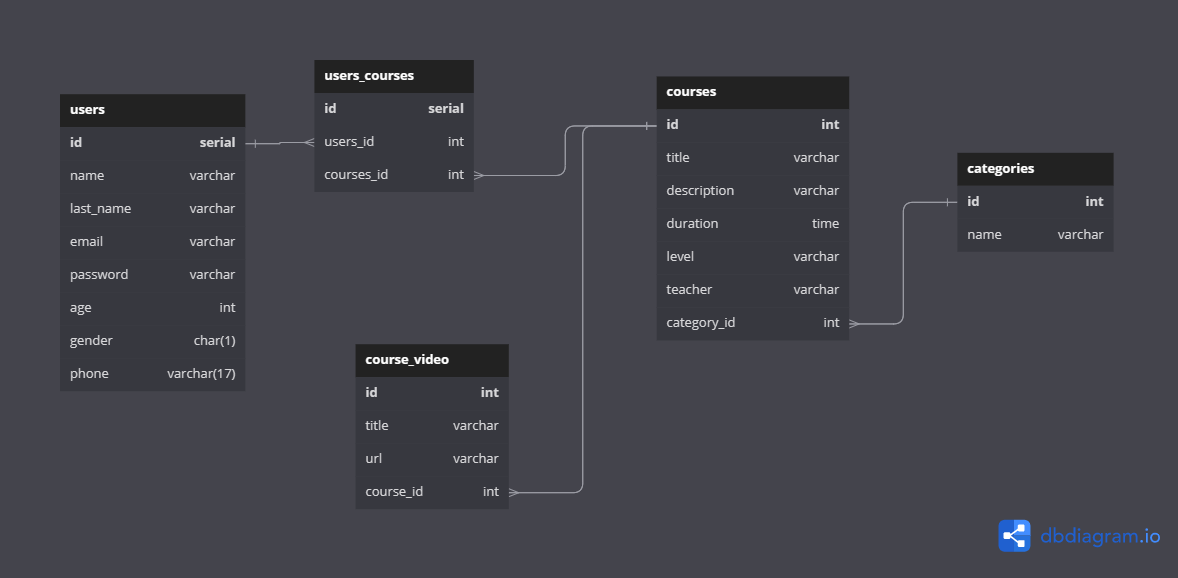 users
id serial
name varchar
last_name varchar
email varchar
password varchar
age int
gender char(1)
phone varchar(17)
users_courses
id serial
users_id int
courses_id int
course_video
id int
title varchar
url varchar
course_id int
courses
id int
title varchar
description varchar
duration time
level varchar
teacher varchar
category_id int
categories
id int
name varchar
dbdiagram.io